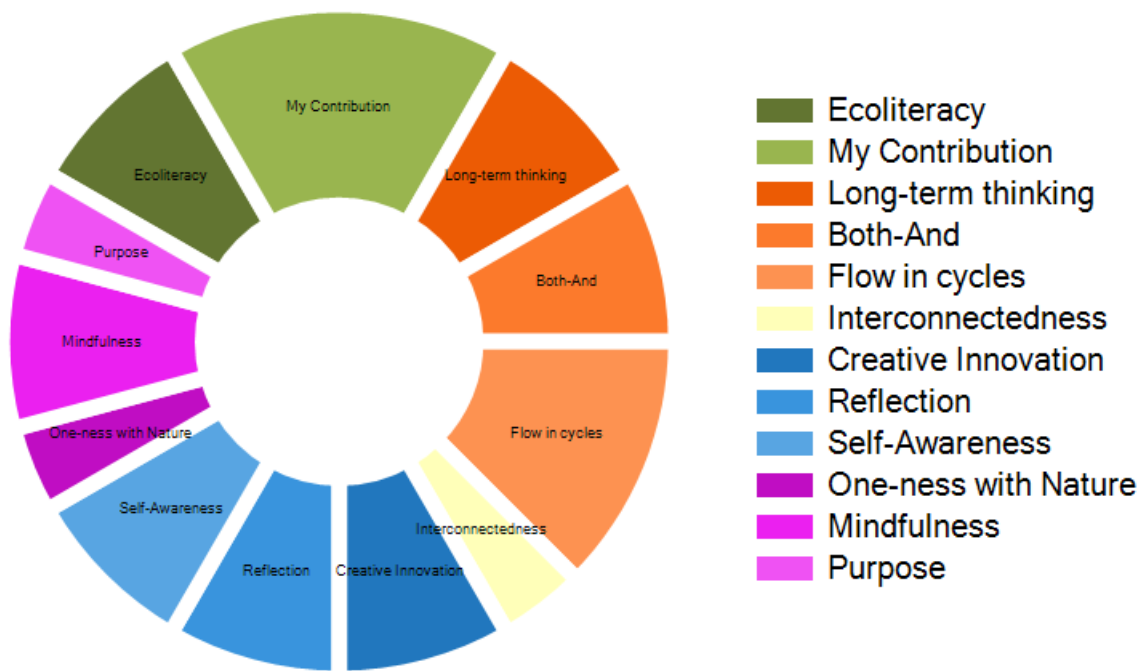 My Contribution
Ecoliteracy
Long-term thinking
Purpose
Both-And
Mindfulness
One-ness with Nature
Flow in cycles
Self-Awareness
Interconnectedness
Reflection
Creative Innovation
Ecoliteracy
My Contribution
Long-term thinking
Both-And
Flow in cycles
Interconnectedness
Creative Innovation
Reflection
Self-Awareness
One-ness with Nature
Mindfulness
Purpose